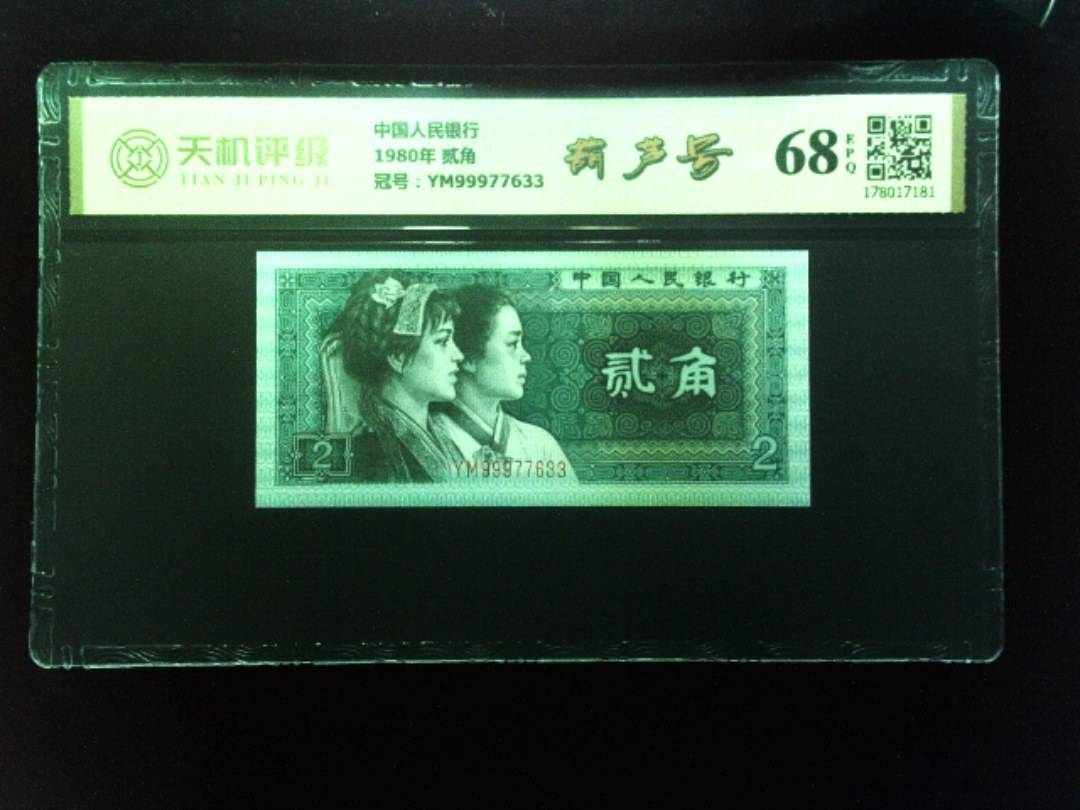 天机评级
TIAN JI PING JI
中国人民银行
1980年 贰角
冠号：YM99977633
葫芦号
68
EPQ
178017181
中国人民银行
贰角
2
YM99977633
2